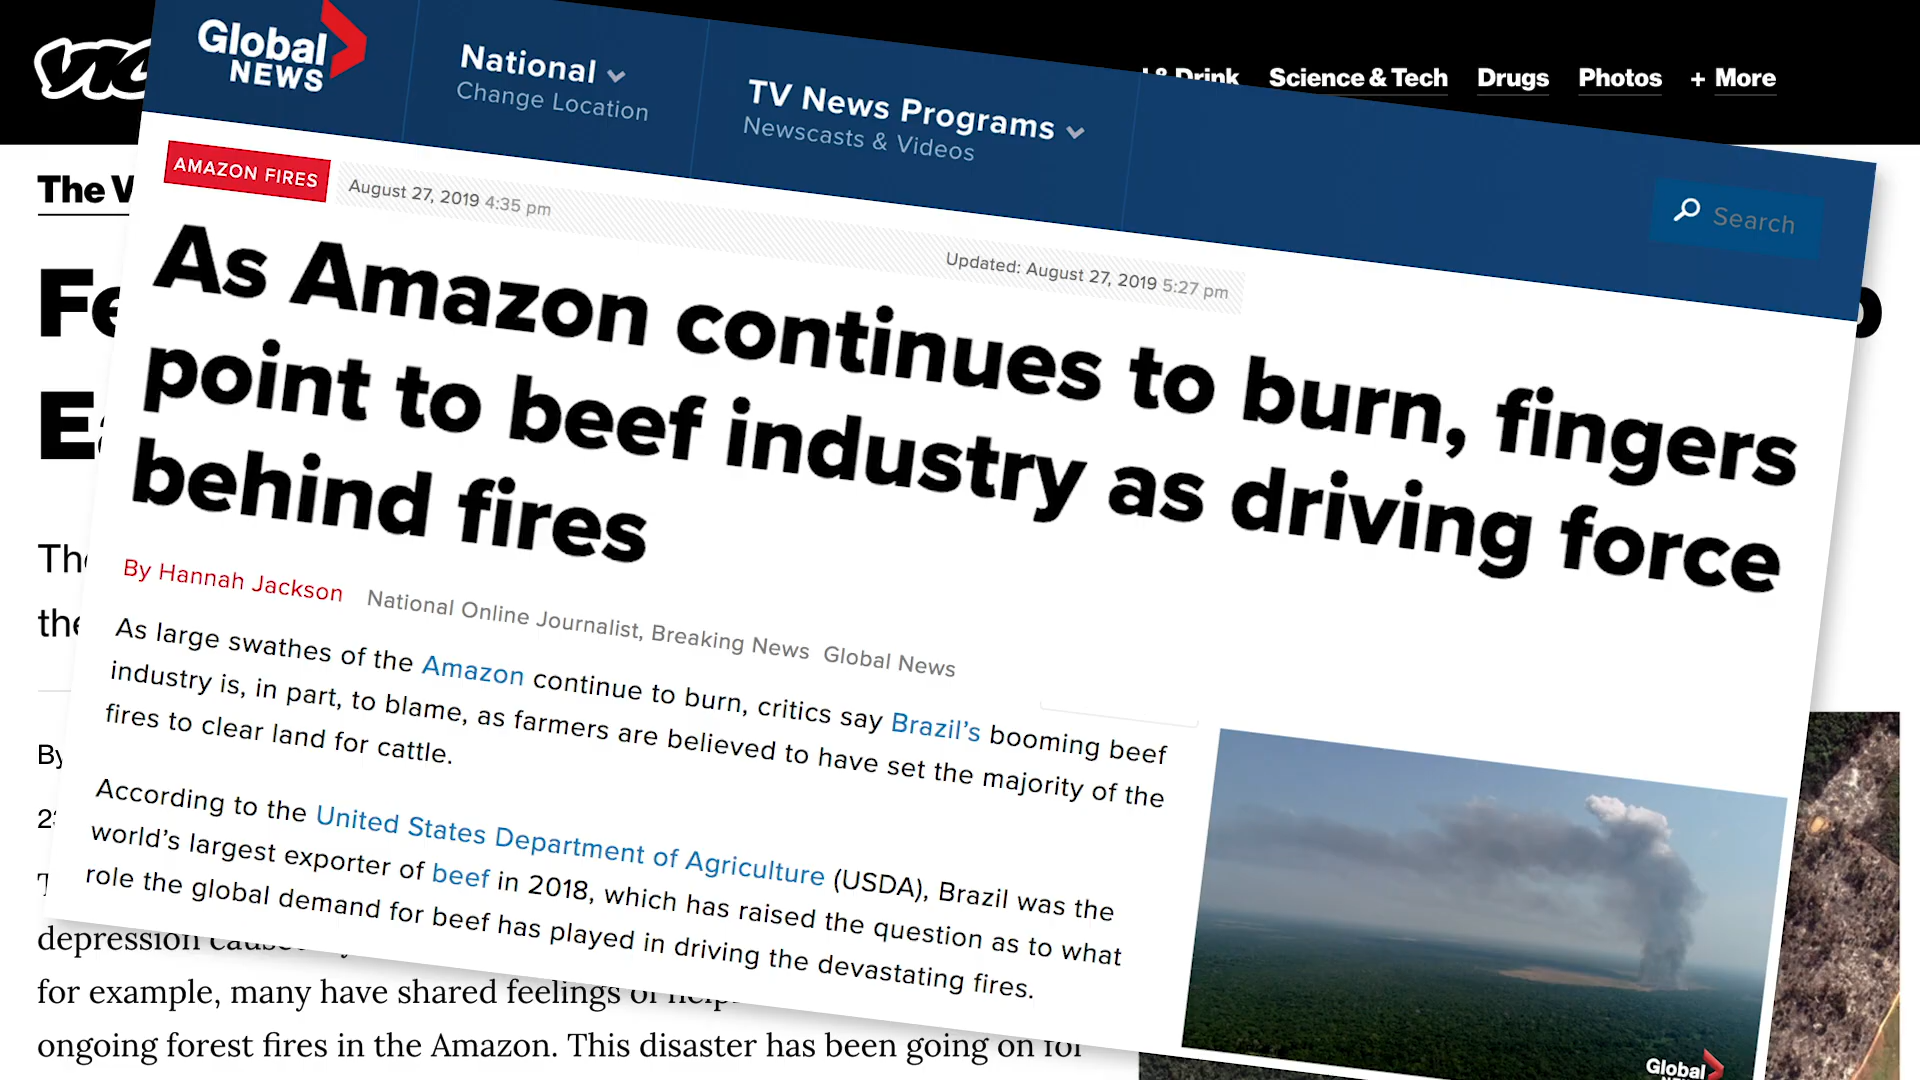 Global
NEWS
National
Change Location
TV News Programs
Newscasts & Videos
Drink
Science & Tech
Drugs
Photos
+ More
Search
The
AMAZON FIRES
August 27, 2019 4:35 pm
Updated: August 27, 2019 5:27 pm
As Amazon continues to burn, fingers
point to beef industry as driving force
behind fires
By Hannah Jackson National Online Journalist, Breaking News Global News
As large swathes of the Amazon continue to burn, critics say Brazil's booming beef
industry is, in part, to blame, as farmers are believed to have set the majority of the
fires to clear land for cattle.
According to the United States Department of Agriculture (USDA), Brazil was the
world's largest exporter of beef in 2018, which has raised the question as to what
role the global demand for beef has played in driving the devastating fires.
By
depression
for example, many have shared feelings of
ongoing forest fires in the Amazon. This disaster has been going on for
Global